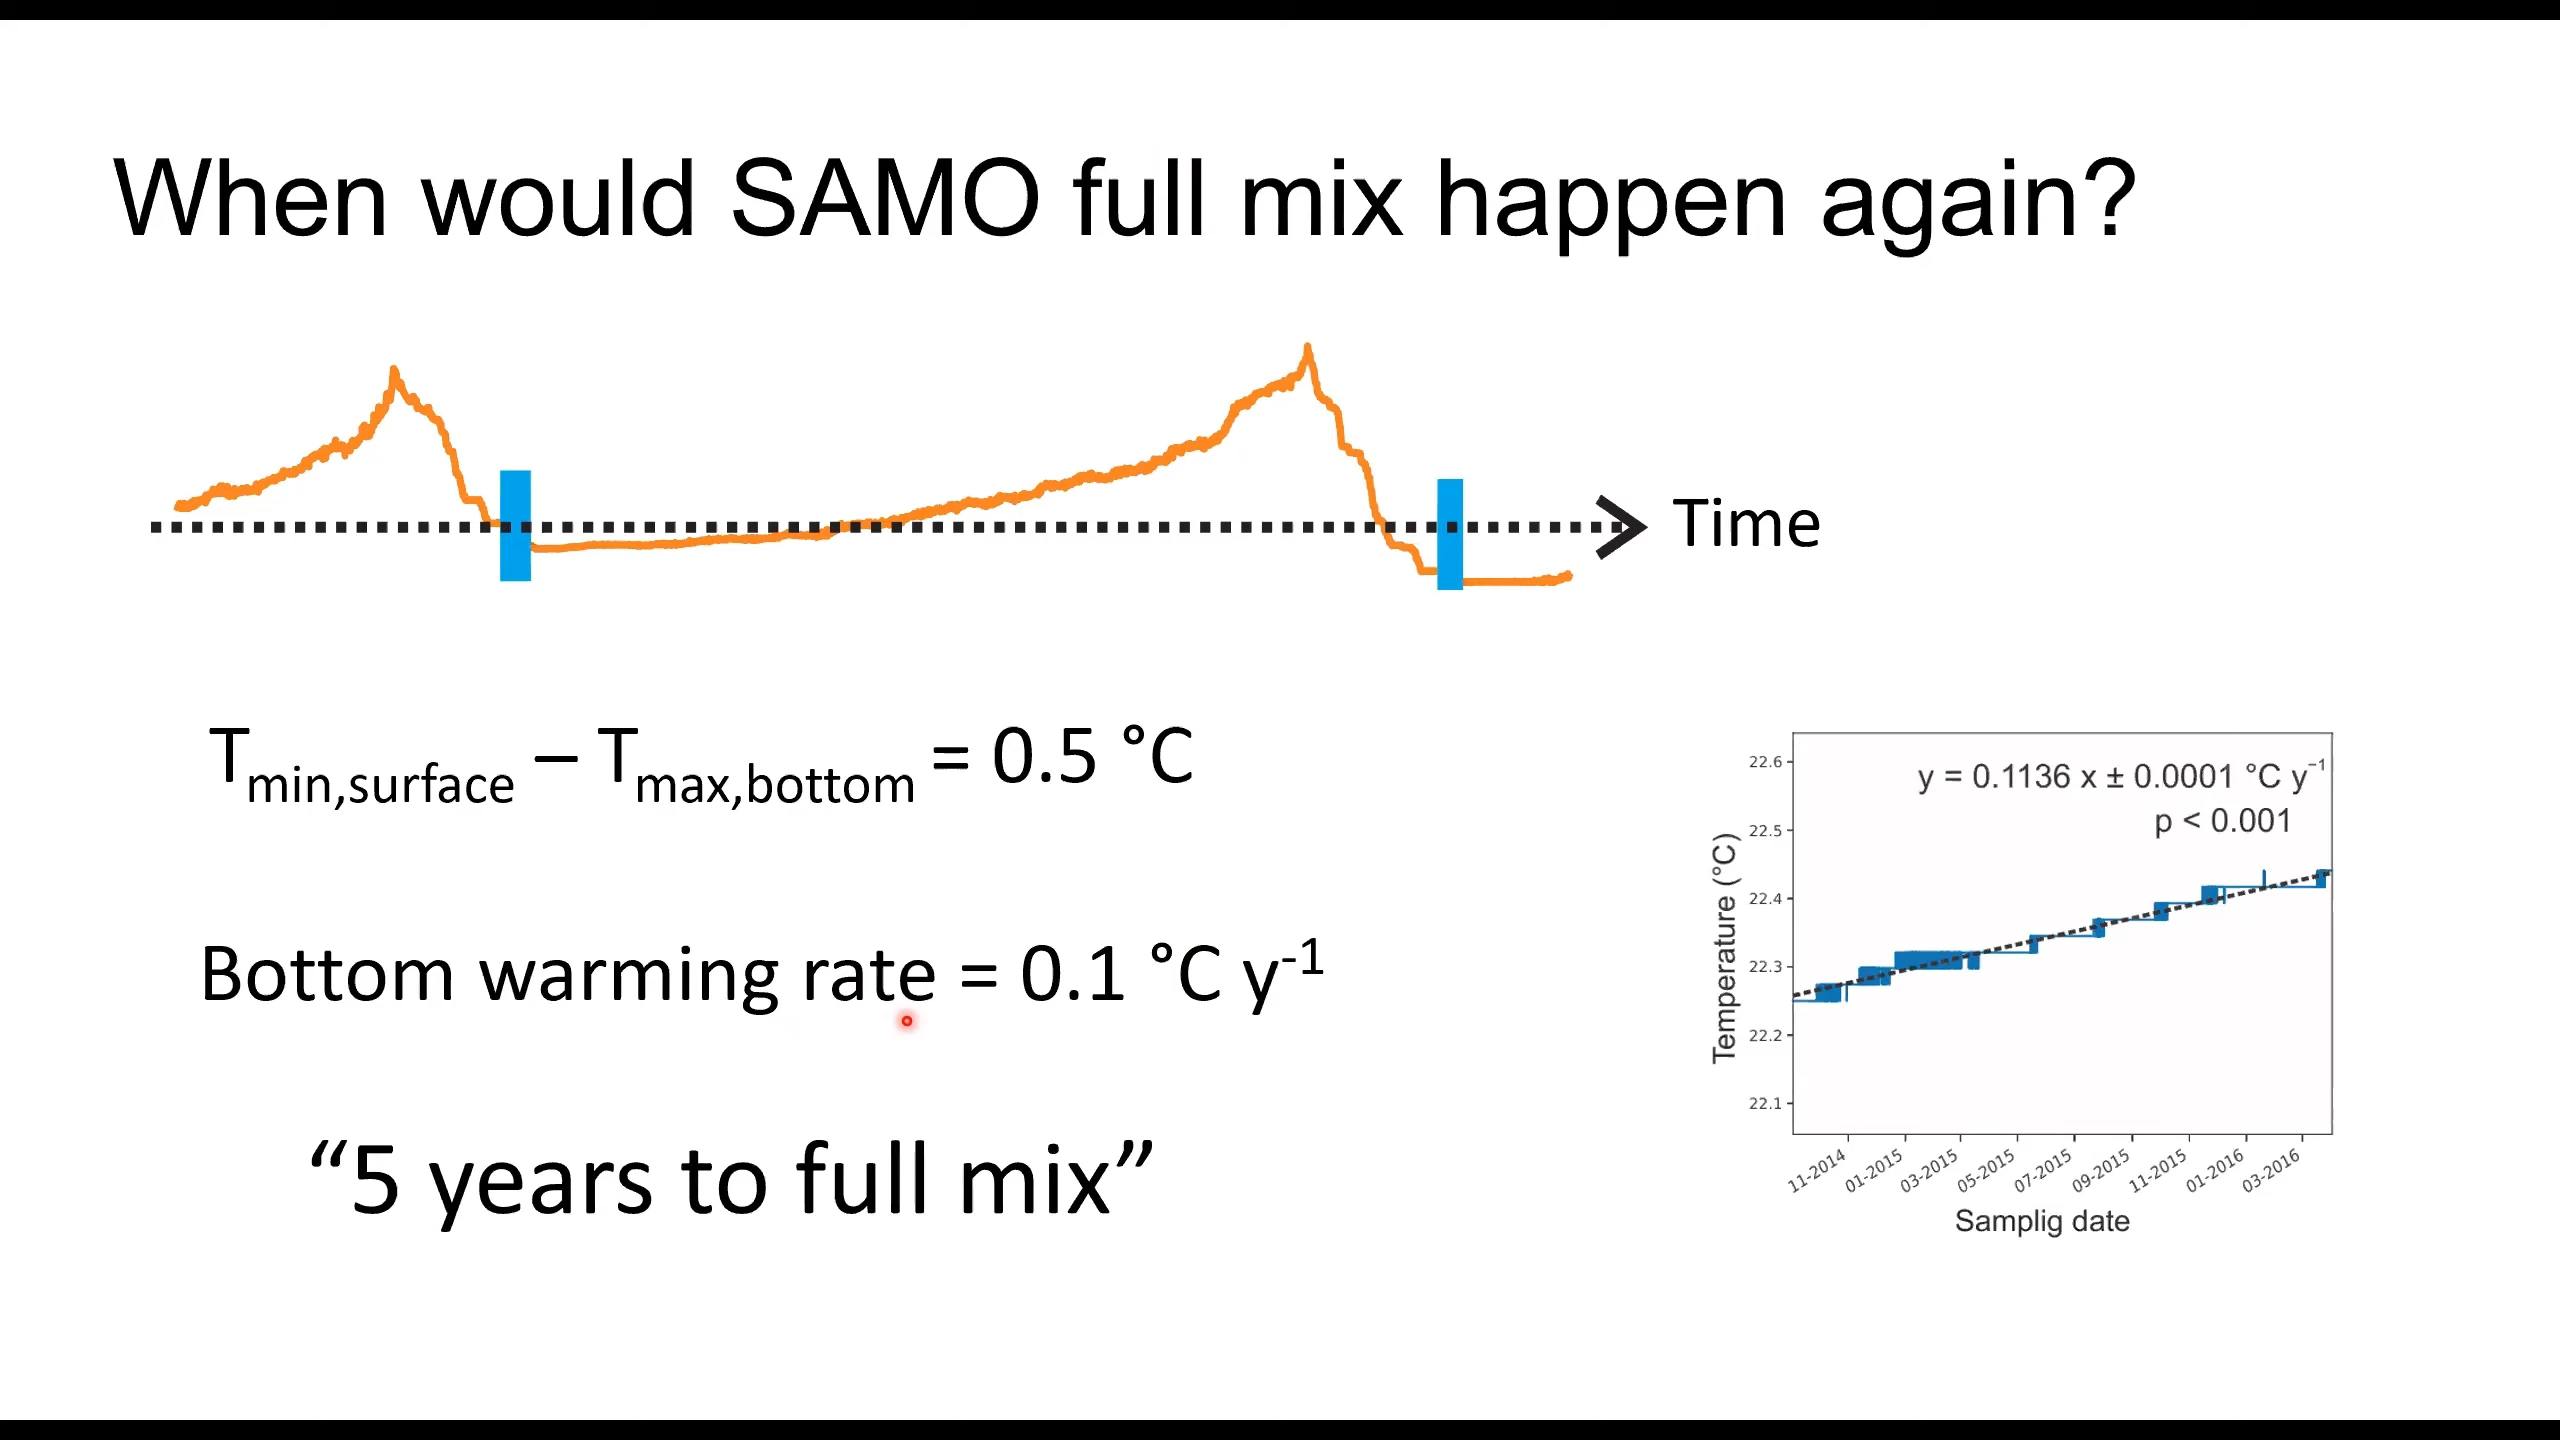 When would SAMO full mix happen again?
Time
Tmin,surface – Tmax,bottom = 0.5 °C
Bottom warming rate = 0.1 °C y-1
“5 years to full mix”
y = 0.1136 x ± 0.0001 °C y⁻¹
p < 0.001
Temperature (°C)
22.6
22.5
22.4
22.3
22.2
22.1
11-2014
01-2015
03-2015
05-2015
07-2015
09-2015
11-2015
01-2016
03-2016
Samplig date